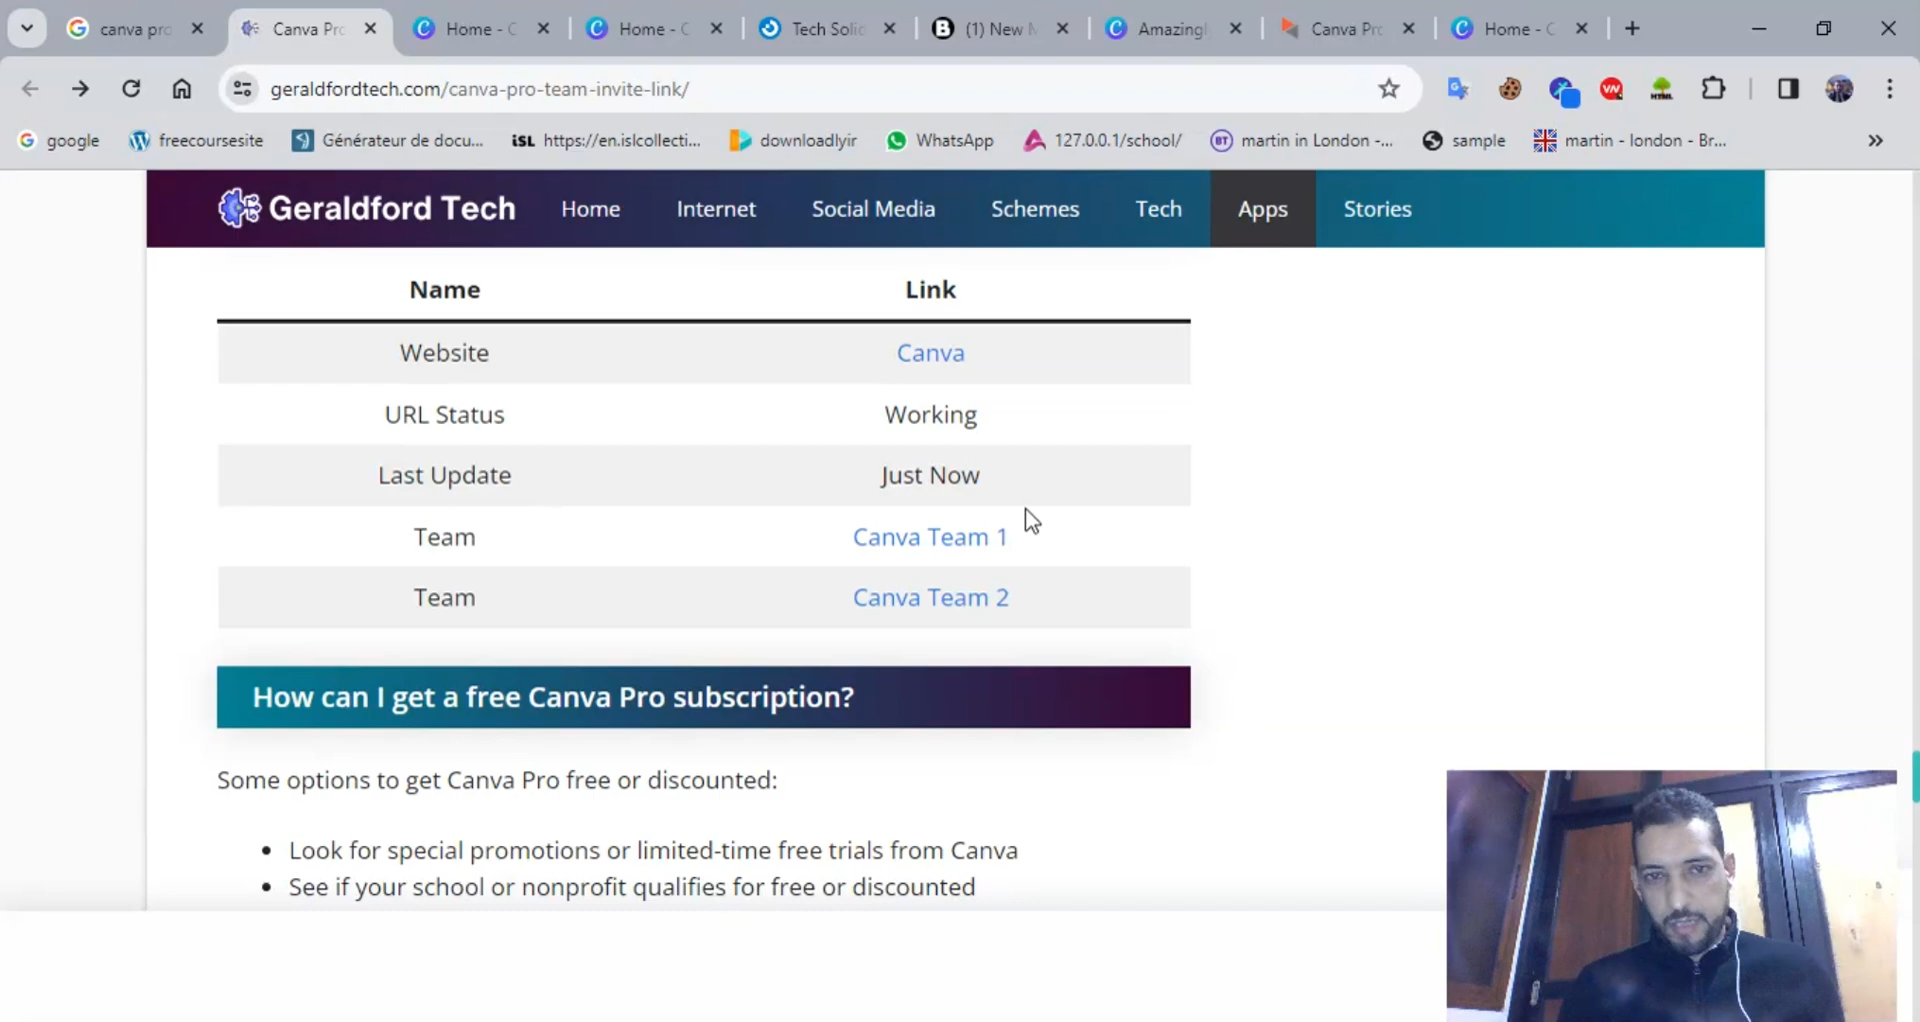 canva pro
Canva Pro
Home - C
Home - C
Tech Solid
(1) New
Amazing
Canva Pro
Home - C
geraldfordtech.com/canva-pro-team-invite-link/
google
freecoursesite
Générateur de docu...
iSL https://en.islcollecti...
downloadlyir
WhatsApp
127.0.0.1/school/
BT martin in London -...
sample
martin - london - Br...
Geraldford Tech
Home
Internet
Social Media
Schemes
Tech
Apps
Stories
Name Link
Website Canva
URL Status Working
Last Update Just Now
Team Canva Team 1
Team Canva Team 2
How can I get a free Canva Pro subscription?
Some options to get Canva Pro free or discounted:
• Look for special promotions or limited-time free trials from Canva
• See if your school or nonprofit qualifies for free or discounted